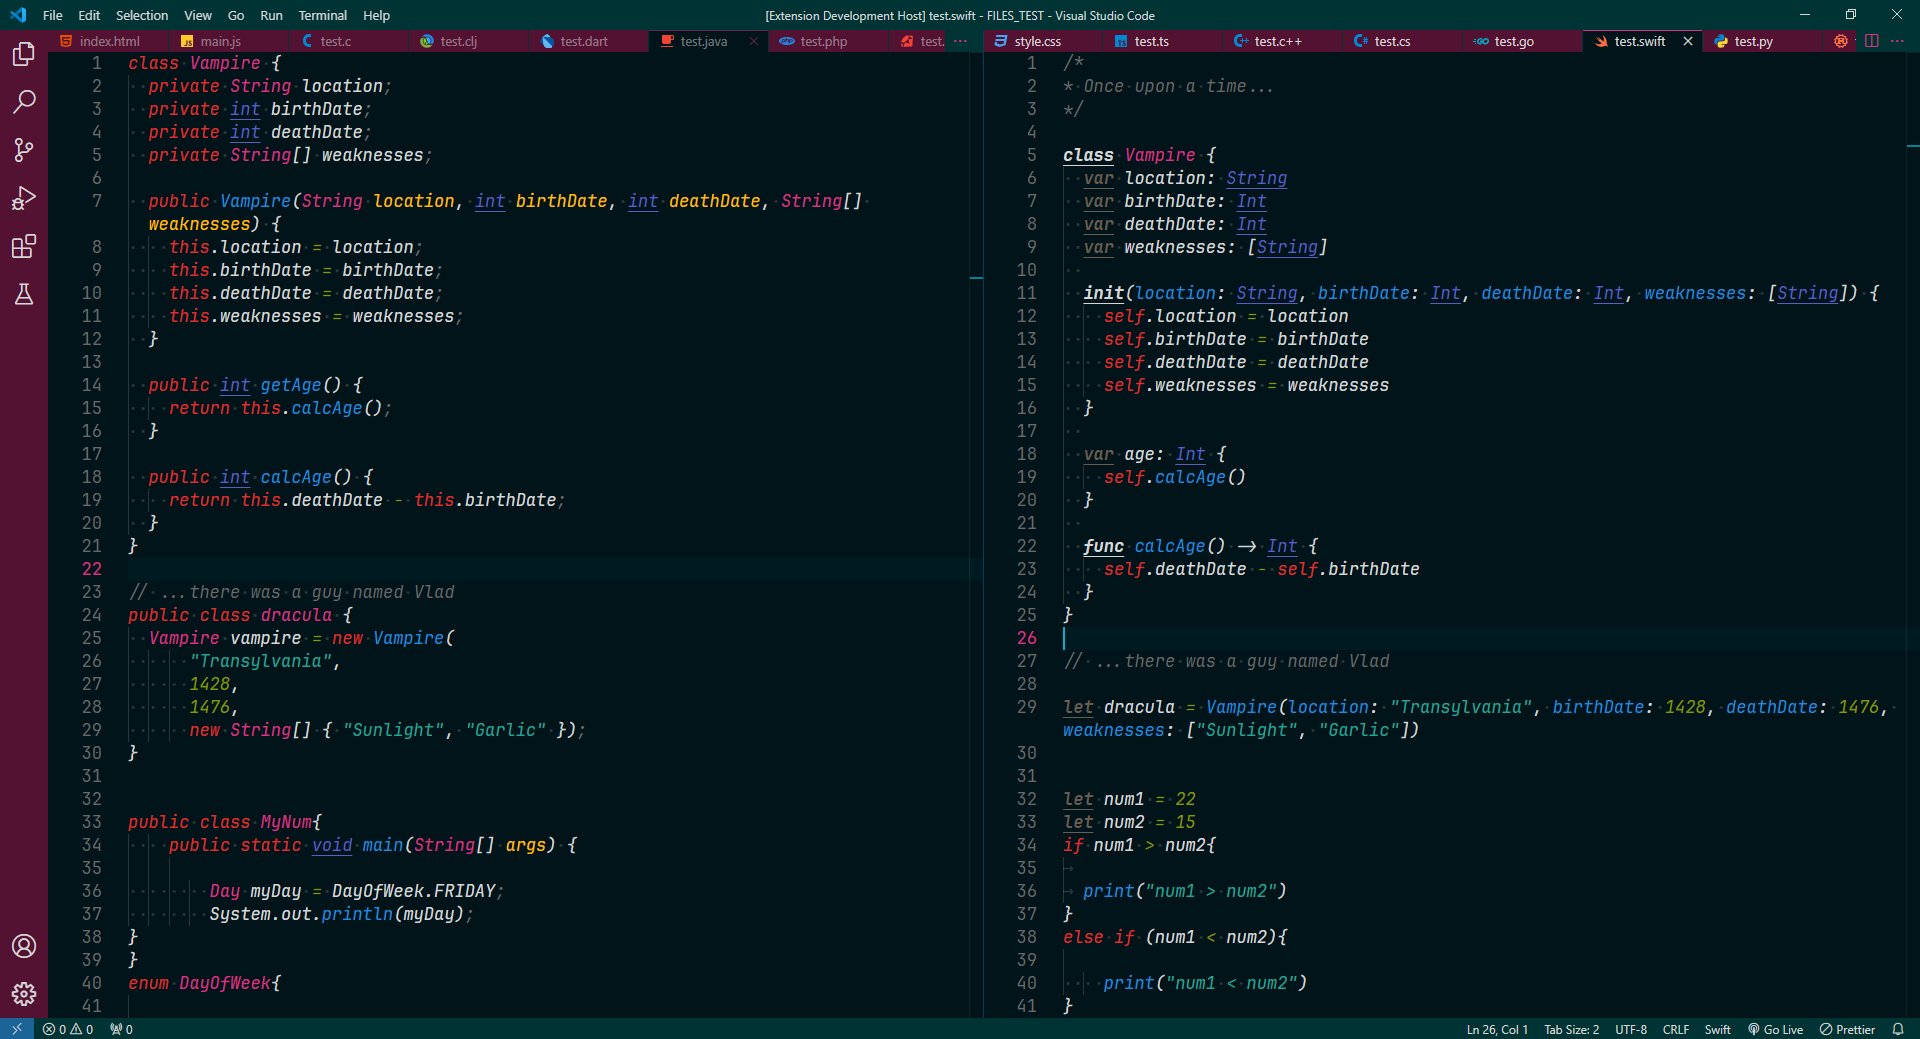 File Edit Selection View Go Run Terminal Help
[Extension Development Host] test.swift - FILES_TEST - Visual Studio Code
index.html main.js test.c test.clj test.dart test.java test.php test. ...
style.css test.ts test.c++ test.cs test.go test.swift test.py
1 class Vampire {
2 private String location;
3 private int birthDate;
4 private int deathDate;
5 private String[] weaknesses;
6
7 public Vampire(String location, int birthDate, int deathDate, String[]
weaknesses) {
8 this.location = location;
9 this.birthDate = birthDate;
10 this.deathDate = deathDate;
11 this.weaknesses = weaknesses;
12 }
13
14 public int getAge() {
15 return this.calcAge();
16 }
17
18 public int calcAge() {
19 return this.deathDate - this.birthDate;
20 }
21 }
22
23 // ...there was a guy named Vlad
24 public class dracula {
25 Vampire vampire = new Vampire(
26 "Transylvania",
27 1428,
28 1476,
29 new String[] { "Sunlight", "Garlic" });
30 }
31
32
33 public class MyNum{
34 public static void main(String[] args) {
35
36 Day myDay = DayOfWeek.FRIDAY;
37 System.out.println(myDay);
38 }
39 }
40 enum DayOfWeek{
41
1 /*
2 * Once upon a time...
3 */
4
5 class Vampire {
6 var location: String
7 var birthDate: Int
8 var deathDate: Int
9 var weaknesses: [String]
10
11 init(location: String, birthDate: Int, deathDate: Int, weaknesses: [String]) {
12 self.location = location
13 self.birthDate = birthDate
14 self.deathDate = deathDate
15 self.weaknesses = weaknesses
16 }
17
18 var age: Int {
19 self.calcAge()
20 }
21
22 func calcAge() -> Int {
23 self.deathDate - self.birthDate
24 }
25 }
26
27 // ...there was a guy named Vlad
28
29 let dracula = Vampire(location: "Transylvania", birthDate: 1428, deathDate: 1476,
weaknesses: ["Sunlight", "Garlic"])
30
31
32 let num1 = 22
33 let num2 = 15
34 if num1 > num2{
35
36 print("num1 > num2")
37 }
38 else if (num1 < num2){
39
40 print("num1 < num2")
41 }
0 0 0
Ln 26, Col 1 Tab Size: 2 UTF-8 CRLF Swift Go Live Prettier